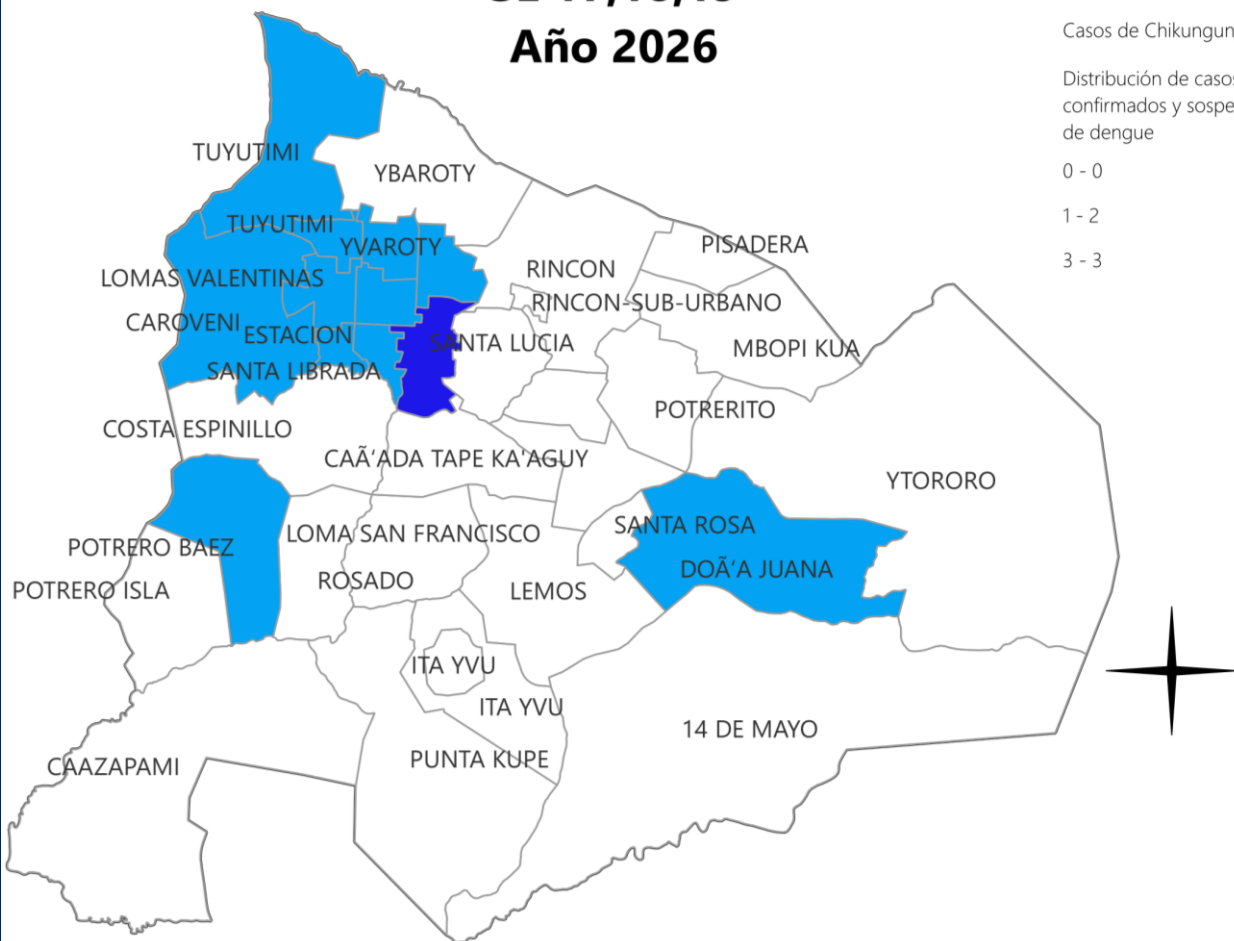 Año 2026
Casos de Chikungun
Distribución de casos
confirmados y sospe
de dengue
0 - 0
1 - 2
3 - 3
TUYUTIMI
YBAROTY
TUYUTIMI
YVAROTY
PISADERA
LOMAS VALENTINAS
RINCON
RINCON-SUB-URBANO
CAROVENI
ESTACION
SANTA LUCIA
MBOPI KUA
SANTA LIBRADA
POTRERITO
COSTA ESPINILLO
CAÃ'ADA TAPE KA'AGUY
YTORORO
SANTA ROSA
LOMA SAN FRANCISCO
POTRERO BAEZ
DOÃ'A JUANA
ROSADO
POTRERO ISLA
LEMOS
ITA YVU
ITA YVU
14 DE MAYO
PUNTA KUPE
CAAZAPAMI